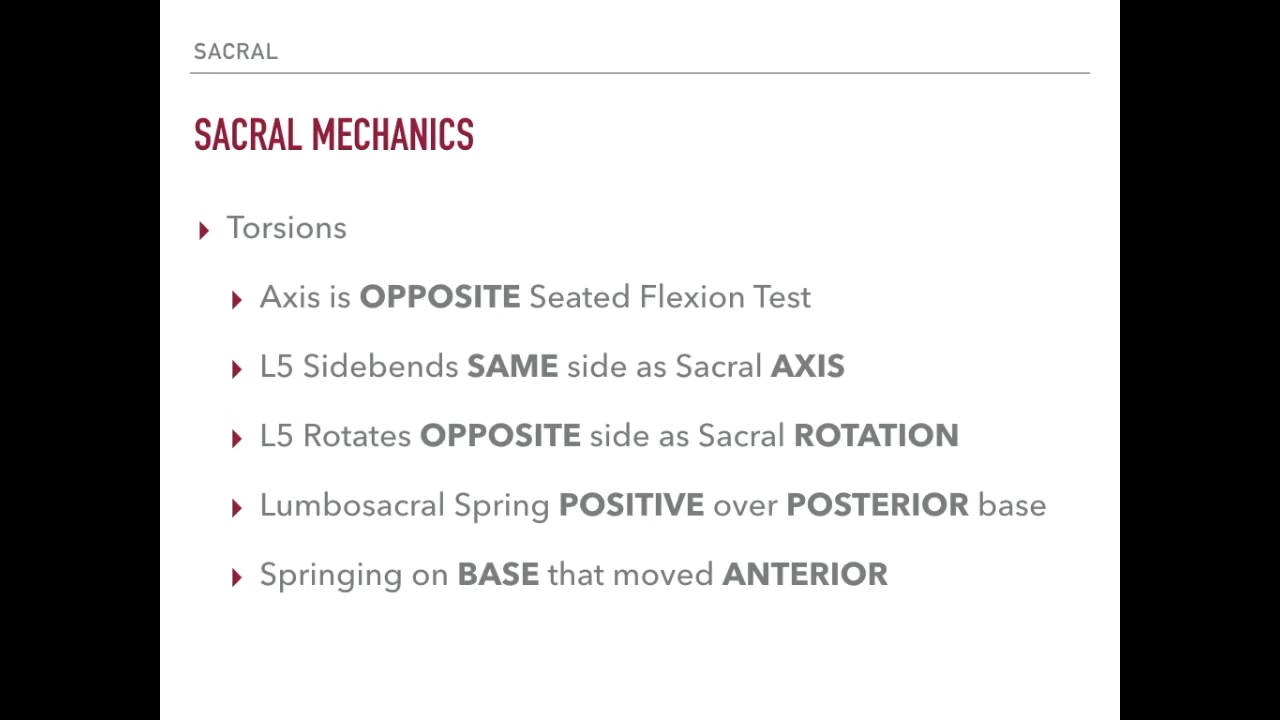 SACRAL
SACRAL MECHANICS
Torsions
Axis is OPPOSITE Seated Flexion Test
L5 Sidebends SAME side as Sacral AXIS
L5 Rotates OPPOSITE side as Sacral ROTATION
Lumbosacral Spring POSITIVE over POSTERIOR base
Springing on BASE that moved ANTERIOR